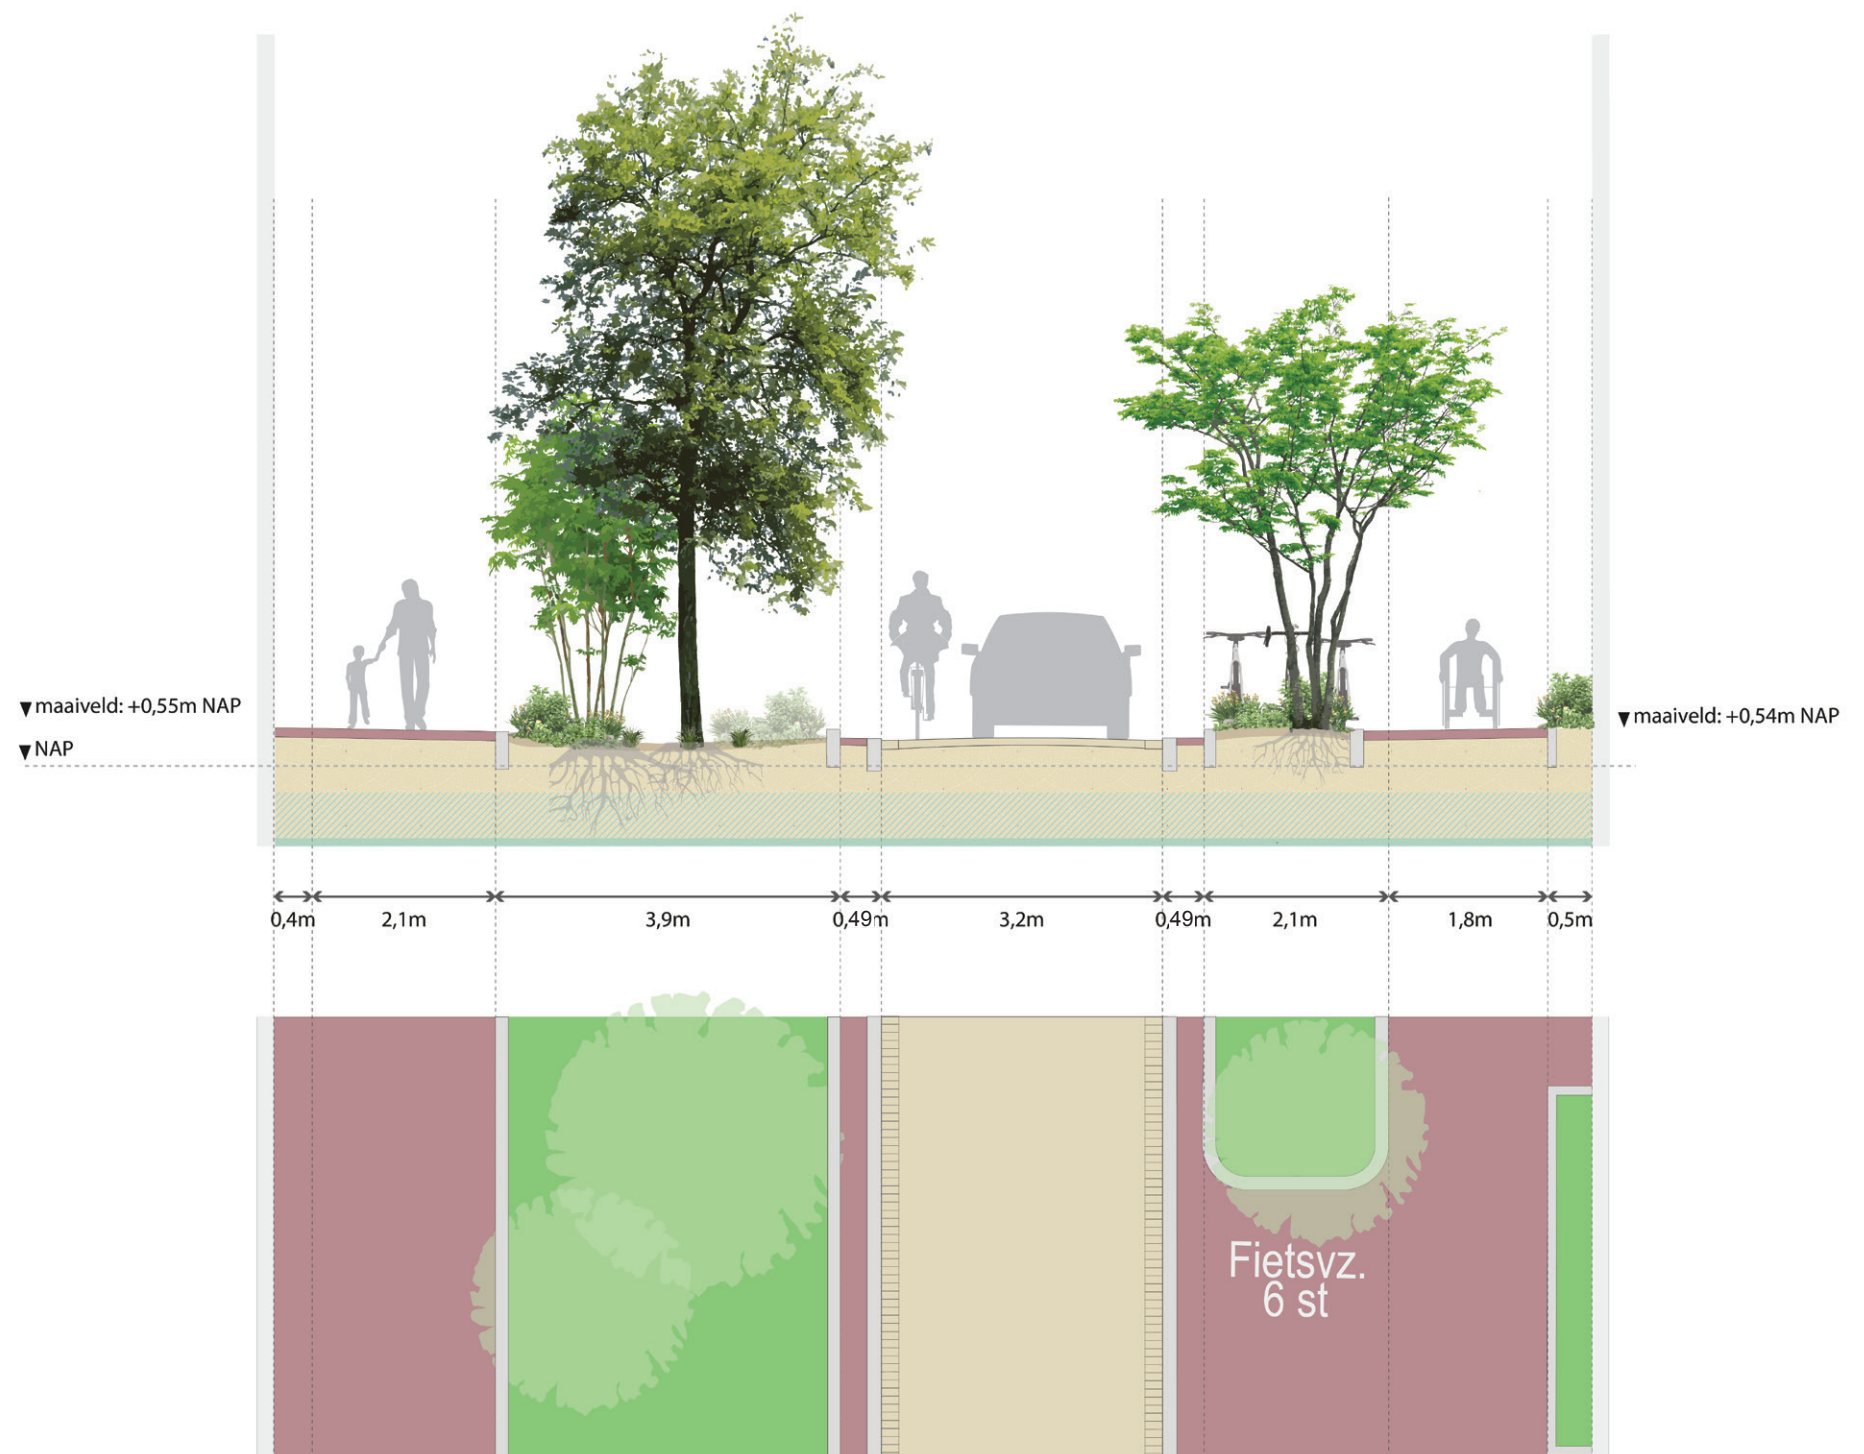 ▼maaiveld: +0,55m NAP
▼maaiveld: +0,54m NAP
▼NAP
0,4m 2,1m 3,9m 0,49m 3,2m 0,49m 2,1m 1,8m 0,5m
Fietsvz.
6 st